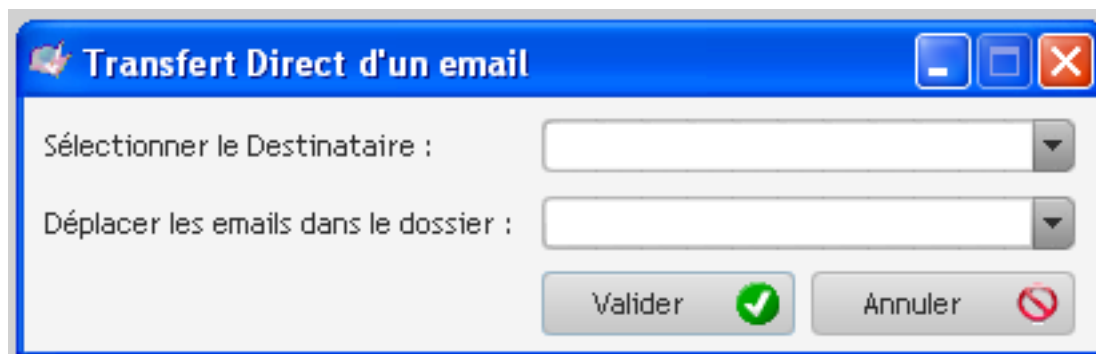 Transfert Direct d'un email
Sélectionner le Destinataire :
Déplacer les emails dans le dossier :
Valider Annuler